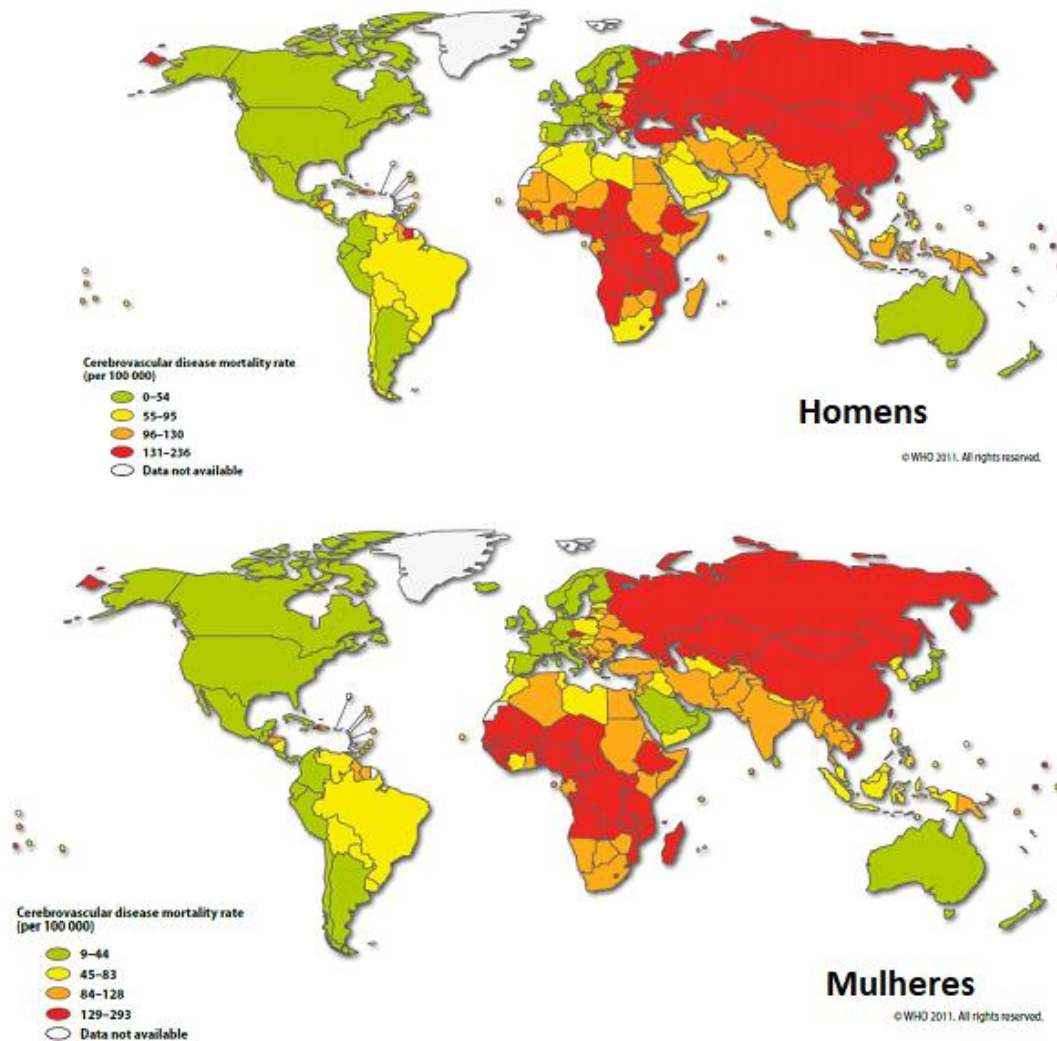 Cerebrovascular disease mortality rate
(per 100 000)
0–54
55–95
96–130
131–236
Data not available
Homens
© WHO 2011. All rights reserved.
Cerebrovascular disease mortality rate
(per 100 000)
9–44
45–83
84–128
129–293
Data not available
Mulheres
© WHO 2011. All rights reserved.